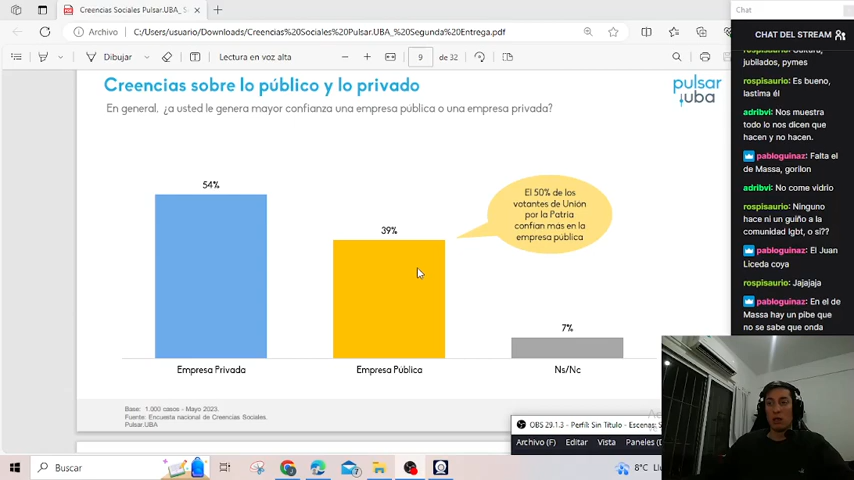 Creencias Sociales Pulsar.UBA_S
Archivo
C:/Users/usuario/Downloads/Creencias%20Sociales%20Pulsar.UBA_%20Segunda%20Entrega.pdf
Dibujar
Lectura en voz alta
9
de 32
Creencias sobre lo público y lo privado
En general, ¿a usted le genera mayor confianza una empresa pública o una empresa privada?
pulsar
.uba
54%
39%
7%
El 50% de los
votantes de Unión
por la Patria
confían más en la
empresa pública
Empresa Privada
Empresa Pública
Ns/Nc
Base: 1.000 casos - Mayo 2023.
Fuente: Encuesta nacional de Creencias Sociales.
Pulsar.UBA
Chat
CHAT DEL STREAM
jubilados, pymes
rospisaurio: Es bueno,
lastima él
adribvi: Nos muestra
todo lo nos dicen que
hacen y no hacen.
pabloguinaz: Falta el
de Massa, gorilon
adribvi: No come vidrio
rospisaurio: Ninguno
hace ni un guiño a la
comunidad lgbt, o si??
pabloguinaz: El Juan
Liceda coya
rospisaurio: Jajajaja
pabloguinaz: En el de
Massa hay un pibe que
no se sabe que onda
OBS 29.1.3 - Perfil: Sin Título - Escenas: S
Archivo (F)
Editar
Vista
Paneles (D
Buscar
8°C